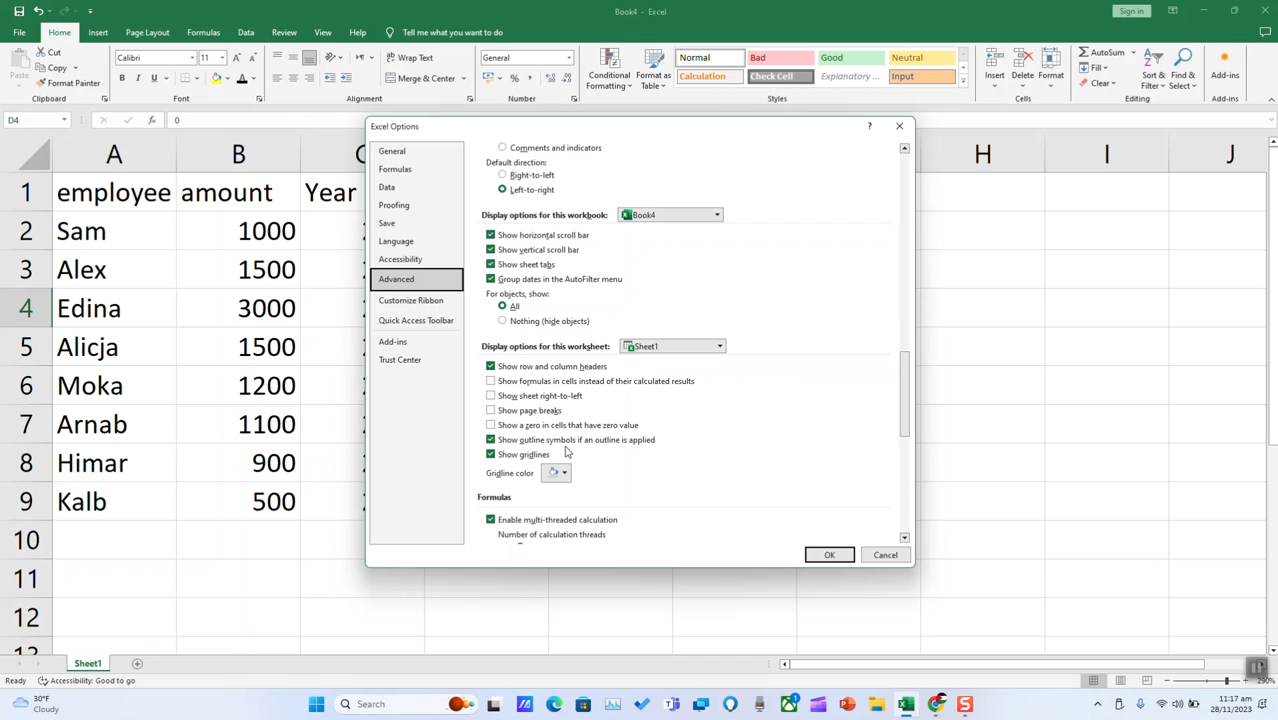 Book4 - Excel
Sign in
File Home Insert Page Layout Formulas Data Review View Help Tell me what you want to do
Cut
Copy
Format Painter
Paste
Clipboard
Calibri 11
B I U
Font
Wrap Text
Merge & Center
Alignment
General
Number
Conditional Formatting
Format as Table
Normal Bad Good Neutral
Calculation Check Cell Explanatory ... Input
Styles
Insert Delete Format
Cells
AutoSum
Fill
Clear
Sort & Filter
Find & Select
Editing
Add-ins
Add-ins
D4 fx 0
A B C H I J
1 employee amount Year
2 Sam 1000
3 Alex 1500
4 Edina 3000
5 Alicja 1500
6 Moka 1200
7 Arnab 1100
8 Himar 900
9 Kalb 500
10
11
12
Excel Options
?
General
Formulas
Data
Proofing
Save
Language
Accessibility
Advanced
Customize Ribbon
Quick Access Toolbar
Add-ins
Trust Center
Comments and indicators
Default direction:
Right-to-left
Left-to-right
Display options for this workbook: Book4
Show horizontal scroll bar
Show vertical scroll bar
Show sheet tabs
Group dates in the AutoFilter menu
For objects, show:
All
Nothing (hide objects)
Display options for this worksheet: Sheet1
Show row and column headers
Show formulas in cells instead of their calculated results
Show sheet right-to-left
Show page breaks
Show a zero in cells that have zero value
Show outline symbols if an outline is applied
Show gridlines
Gridline color
Formulas
Enable multi-threaded calculation
Number of calculation threads
OK Cancel
Sheet1
Ready Accessibility: Good to go 290%
30°F
Cloudy
Search
11:17 am
28/11/2023